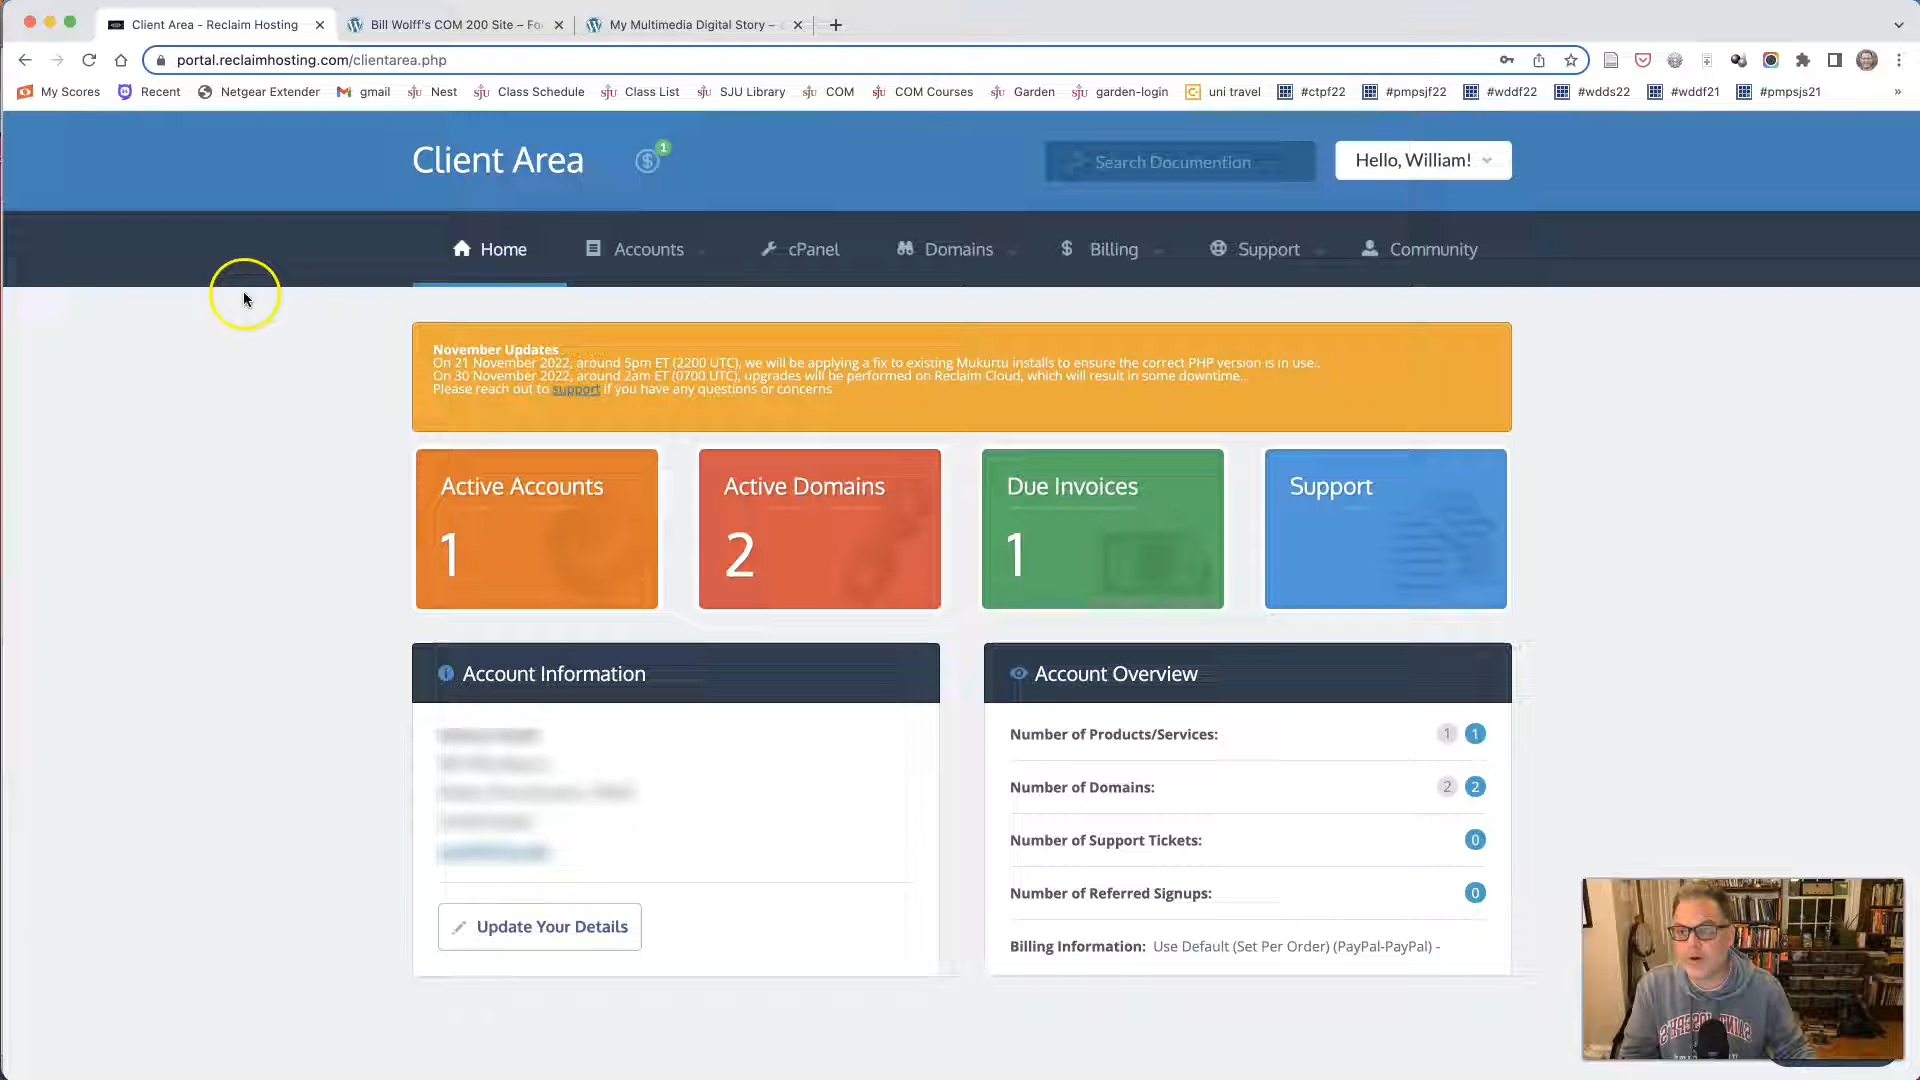 Client Area - Reclaim Hosting
Bill Wolff's COM 200 Site – Fo
My Multimedia Digital Story –
portal.reclaimhosting.com/clientarea.php
My Scores
Recent
Netgear Extender
gmail
Nest
Class Schedule
Class List
SJU Library
COM
COM Courses
Garden
garden-login
uni travel
#ctpf22
#pmpsjf22
#wddf22
#wdds22
#wddf21
#pmpsjs21
»
Client Area
1
Search Documention
Hello, William!
Home
Accounts
cPanel
Domains
Billing
Support
Community
November Updates
On 21 November 2022, around 5pm ET (2200 UTC), we will be applying a fix to existing Mukurtu installs to ensure the correct PHP version is in use..
On 30 November 2022, around 2am ET (0700 UTC), upgrades will be performed on Reclaim Cloud, which will result in some downtime..
Please reach out to support if you have any questions or concerns
Active Accounts
1
Active Domains
2
Due Invoices
1
Support
Account Information
Update Your Details
Account Overview
Number of Products/Services: 1 1
Number of Domains: 2 2
Number of Support Tickets: 0
Number of Referred Signups: 0
Billing Information: Use Default (Set Per Order) (PayPal-PayPal) -